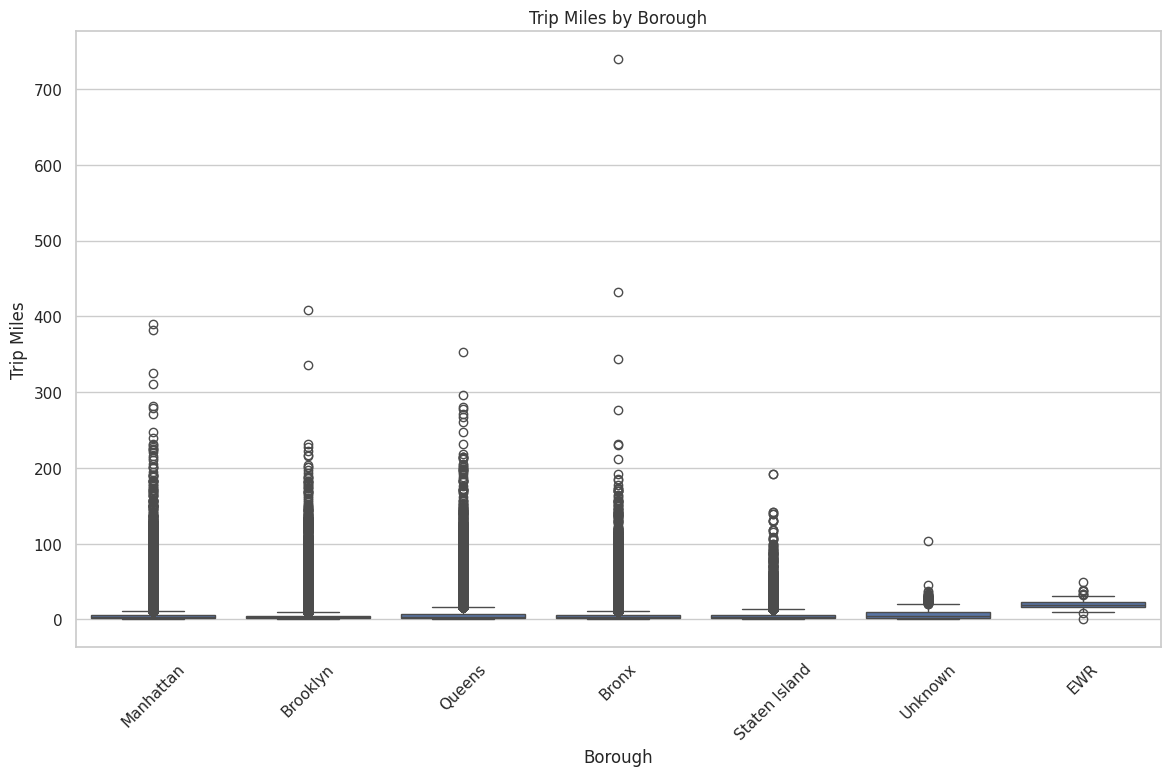 Trip Miles by Borough
Trip Miles
700
600
500
400
300
200
100
0
Manhattan
Brooklyn
Queens
Bronx
Staten Island
Unknown
EWR
Borough